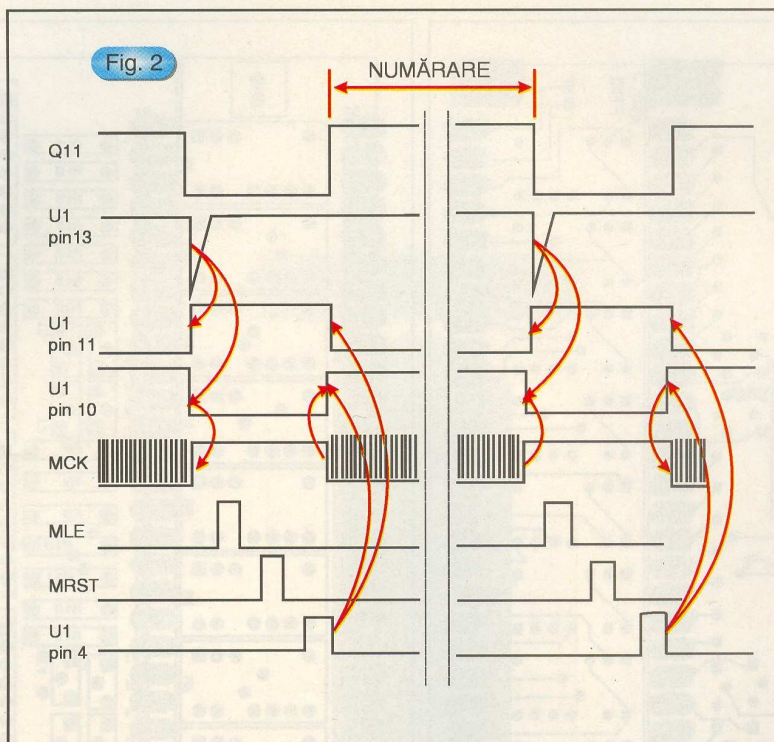 Fig. 2
NUMĂRARE
Q11
U1
pin13
U1
pin 11
U1
pin 10
MCK
MLE
MRST
U1
pin 4